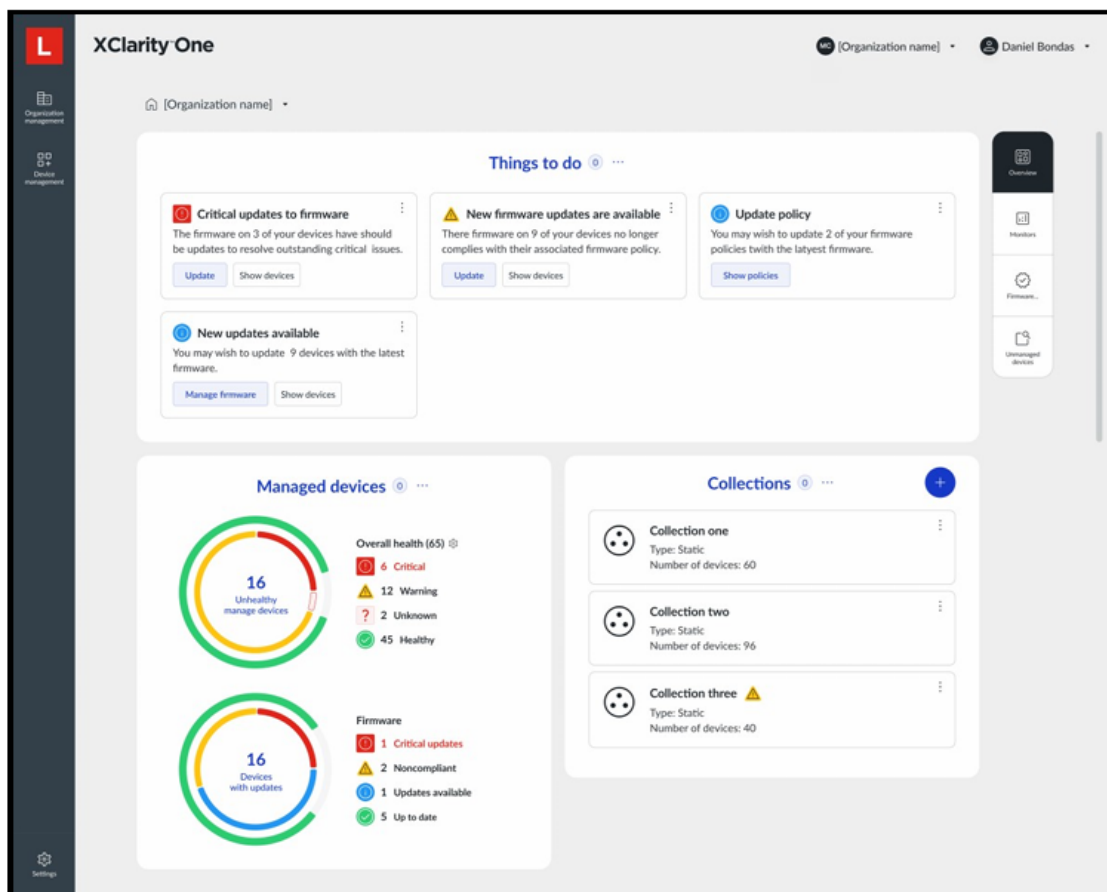 L
XClarity One
MC [Organization name]
Daniel Bondas
Organization
management
Device
management
[Organization name]
Things to do 0
Critical updates to firmware
The firmware on 3 of your devices have should
be updates to resolve outstanding critical issues.
Update Show devices
New firmware updates are available
There firmware on 9 of your devices no longer
complies with their associated firmware policy.
Update Show devices
Update policy
You may wish to update 2 of your firmware
policies twith the latyest firmware.
Show policies
New updates available
You may wish to update 9 devices with the latest
firmware.
Manage firmware Show devices
Overview
Monitors
Firmware...
Unmanaged
devices
Managed devices 0
16
Unhealthy
manage devices
Overall health (65)
6 Critical
12 Warning
? 2 Unknown
45 Healthy
16
Devices
with updates
Firmware
1 Critical updates
2 Noncompliant
1 Updates available
5 Up to date
Collections 0 +
Collection one
Type: Static
Number of devices: 60
Collection two
Type: Static
Number of devices: 96
Collection three
Type: Static
Number of devices: 40
Settings